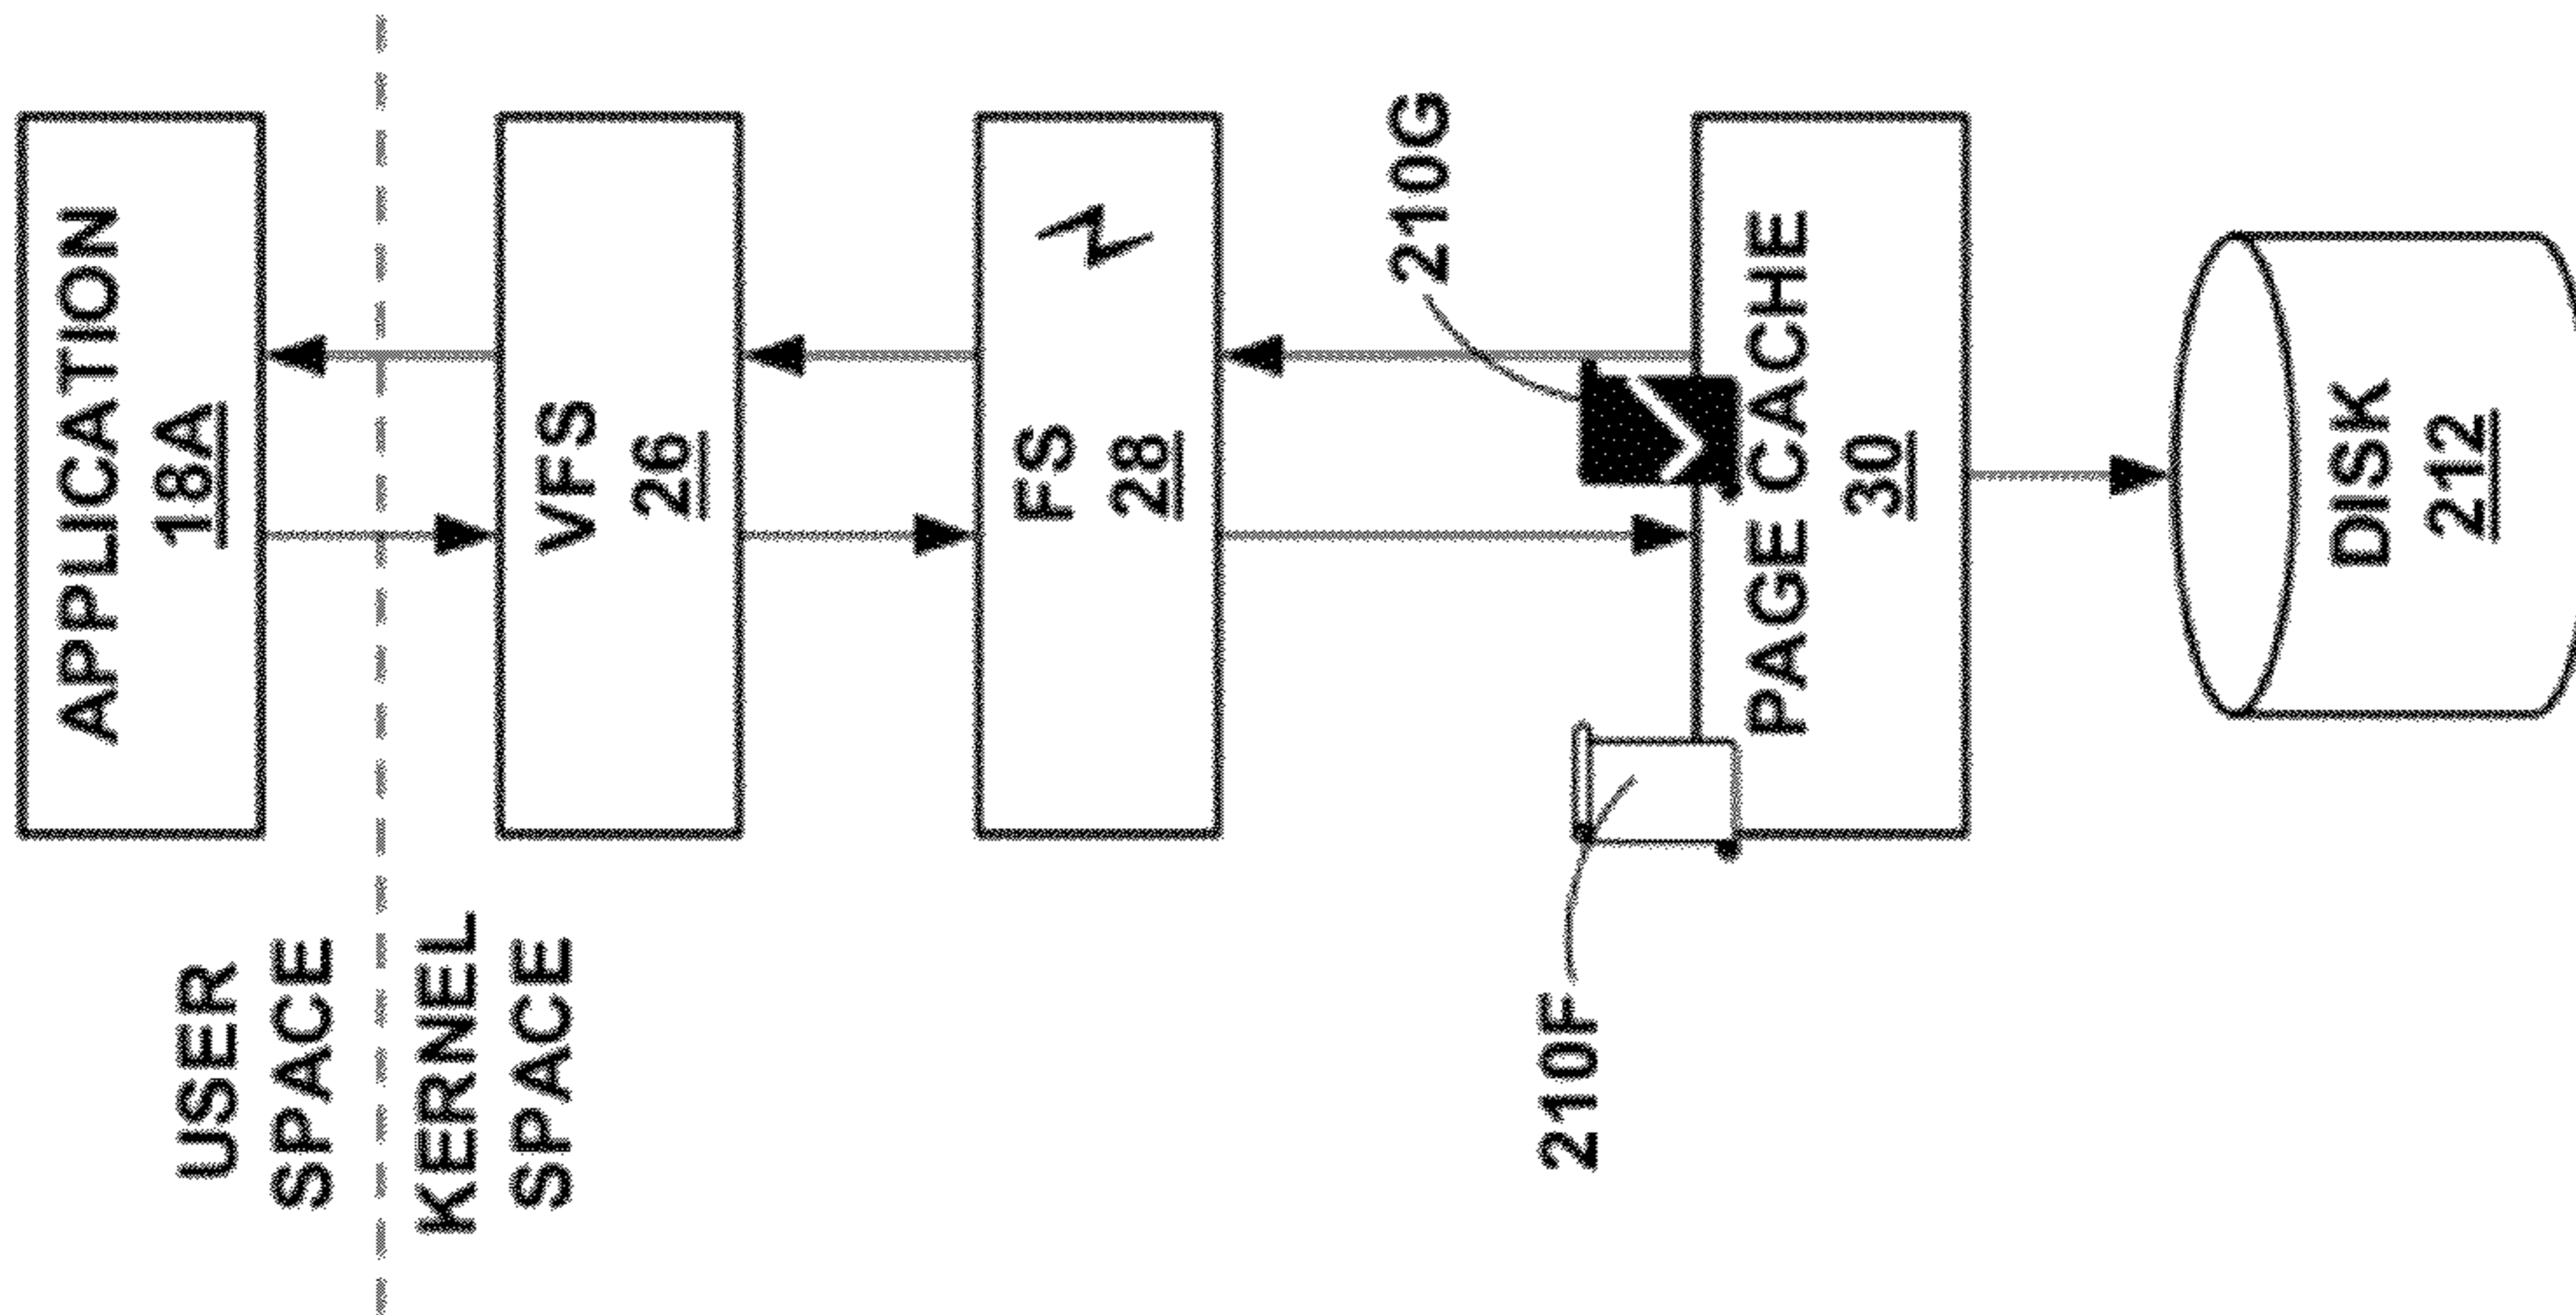 USER
SPACE
KERNEL
SPACE
APPLICATION
18A
VFS
26
FS
28
210F
210G
PAGE CACHE
30
DISK
212